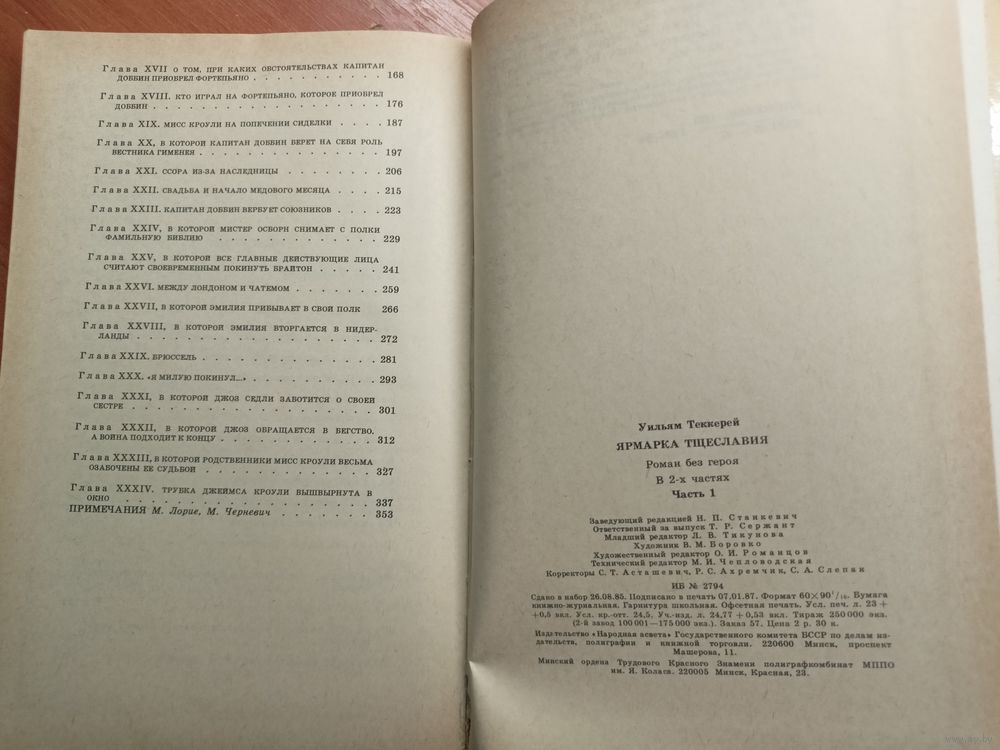 Глава XVII О ТОМ, ПРИ КАКИХ ОБСТОЯТЕЛЬСТВАХ КАПИТАН
ДОББИН ПРИОБРЕЛ ФОРТЕПЬЯНО . . . . . . . . . . 168
Глава XVIII. КТО ИГРАЛ НА ФОРТЕПЬЯНО, КОТОРОЕ ПРИОБРЕЛ
ДОББИН . . . . . . . . . . . . . . . . . . 176
Глава XIX. МИСС КРОУЛИ НА ПОПЕЧЕНИИ СИДЕЛКИ . . . . 187
Глава XX, В КОТОРОЙ КАПИТАН ДОББИН БЕРЕТ НА СЕБЯ РОЛЬ
ВЕСТНИКА ГИМЕНЕЯ . . . . . . . . . . . . . . 197
Глава XXI. ССОРА ИЗ-ЗА НАСЛЕДНИЦЫ . . . . . . . 206
Глава XXII. СВАДЬБА И НАЧАЛО МЕДОВОГО МЕСЯЦА . . . . 215
Глава XXIII. КАПИТАН ДОББИН ВЕРБУЕТ СОЮЗНИКОВ . . . . 223
Глава XXIV, В КОТОРОЙ МИСТЕР ОСБОРН СНИМАЕТ С ПОЛКИ
ФАМИЛЬНУЮ БИБЛИЮ . . . . . . . . . . . . . 229
Глава XXV, В КОТОРОЙ ВСЕ ГЛАВНЫЕ ДЕЙСТВУЮЩИЕ ЛИЦА
СЧИТАЮТ СВОЕВРЕМЕННЫМ ПОКИНУТЬ БРАЙТОН . . . . . 241
Глава XXVI. МЕЖДУ ЛОНДОНОМ И ЧАТЕМОМ . . . . . . 259
Глава XXVII, В КОТОРОЙ ЭМИЛИЯ ПРИБЫВАЕТ В СВОЙ ПОЛК 266
Глава XXVIII, В КОТОРОЙ ЭМИЛИЯ ВТОРГАЕТСЯ В НИДЕР-
ЛАНДЫ . . . . . . . . . . . . . . . . . . 272
Глава XXIX. БРЮССЕЛЬ . . . . . . . . . . . . . 281
Глава XXX. «Я МИЛУЮ ПОКИНУЛ...» . . . . . . . . . 293
Глава XXXI, В КОТОРОЙ ДЖОЗ СЕДЛИ ЗАБОТИТСЯ О СВОЕЙ
СЕСТРЕ . . . . . . . . . . . . . . . . . . 301
Глава XXXII, В КОТОРОЙ ДЖОЗ ОБРАЩАЕТСЯ В БЕГСТВО,
А ВОЙНА ПОДХОДИТ К КОНЦУ . . . . . . . . . . . 312
Глава XXXIII, В КОТОРОЙ РОДСТВЕННИКИ МИСС КРОУЛИ ВЕСЬМА
ОЗАБОЧЕНЫ ЕЕ СУДЬБОЙ . . . . . . . . . . . . 327
Глава XXXIV. ТРУБКА ДЖЕЙМСА КРОУЛИ ВЫШВЫРНУТА В
ОКНО . . . . . . . . . . . . . . . . . . 337
ПРИМЕЧАНИЯ М. Лорие, М. Черневич . . . . . . . 353
Уильям Теккерей
ЯРМАРКА ТЩЕСЛАВИЯ
Роман без героя
В 2-х частях
Часть 1
Заведующий редакцией Н. П. Станкевич
Ответственный за выпуск Т. Р. Сержант
Младший редактор Л. В. Тикунова
Художник В. М. Боровко
Художественный редактор О. И. Романцов
Технический редактор М. И. Чепловодская
Корректоры С. Т. Асташевич, Р. С. Ахремчик, С. А. Слепак
ИБ № 2794
Сдано в набор 26.08.85. Подписано в печать 07.01.87. Формат 60×90 1/16. Бумага
книжно-журнальная. Гарнитура школьная. Офсетная печать. Усл. печ. л. 23 +
+0,5 вкл. Усл. кр.-отт. 24,5. Уч.-изд. л. 24,77 + 0,53 вкл. Тираж 250 000 экз.
(2-й завод 100 001—175 000 экз.). Заказ 57. Цена 2 р. 30 к.
Издательство «Народная асвета» Государственного комитета БССР по делам из-
дательств, полиграфии и книжной торговли. 220600 Минск, проспект
Машерова, 11.
Минский ордена Трудового Красного Знамени полиграфкомбинат МППО
им. Я. Коласа. 220005 Минск, Красная, 23.